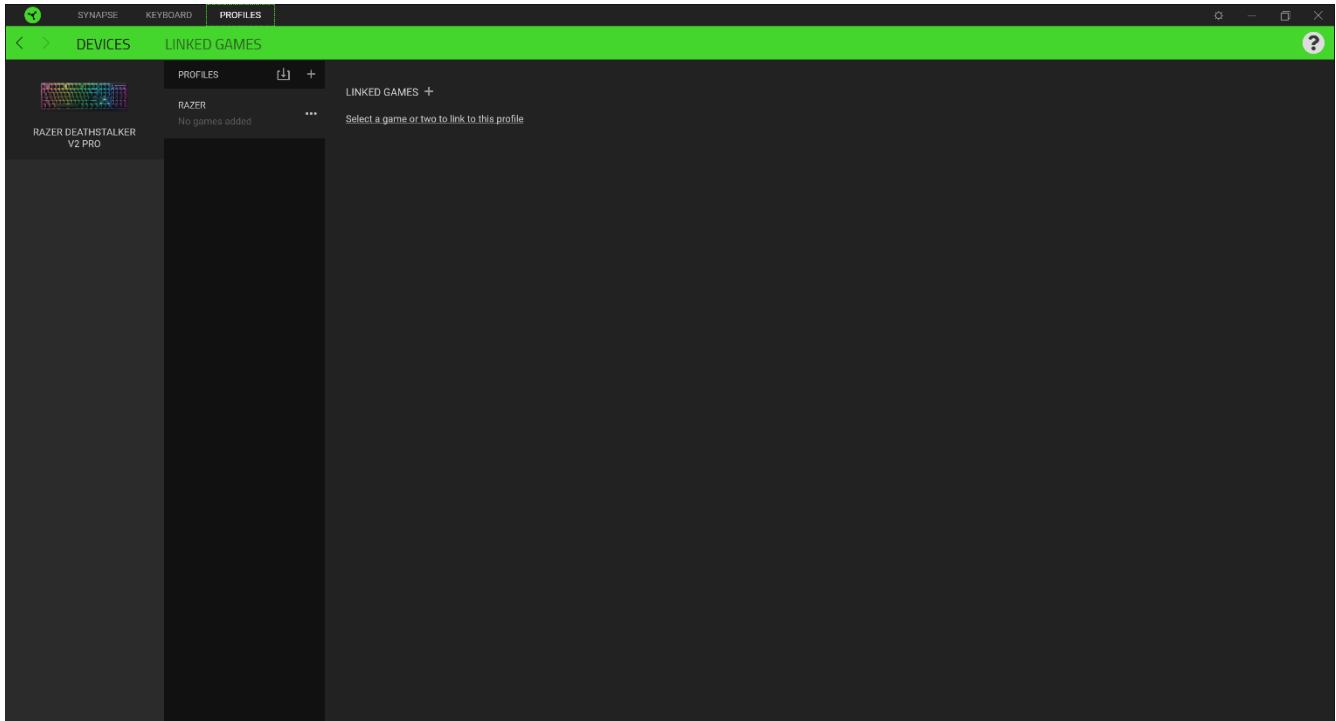 SYNAPSE KEYBOARD PROFILES
DEVICES LINKED GAMES ?
RAZER DEATHSTALKER
V2 PRO
PROFILES +
RAZER
No games added
LINKED GAMES +
Select a game or two to link to this profile